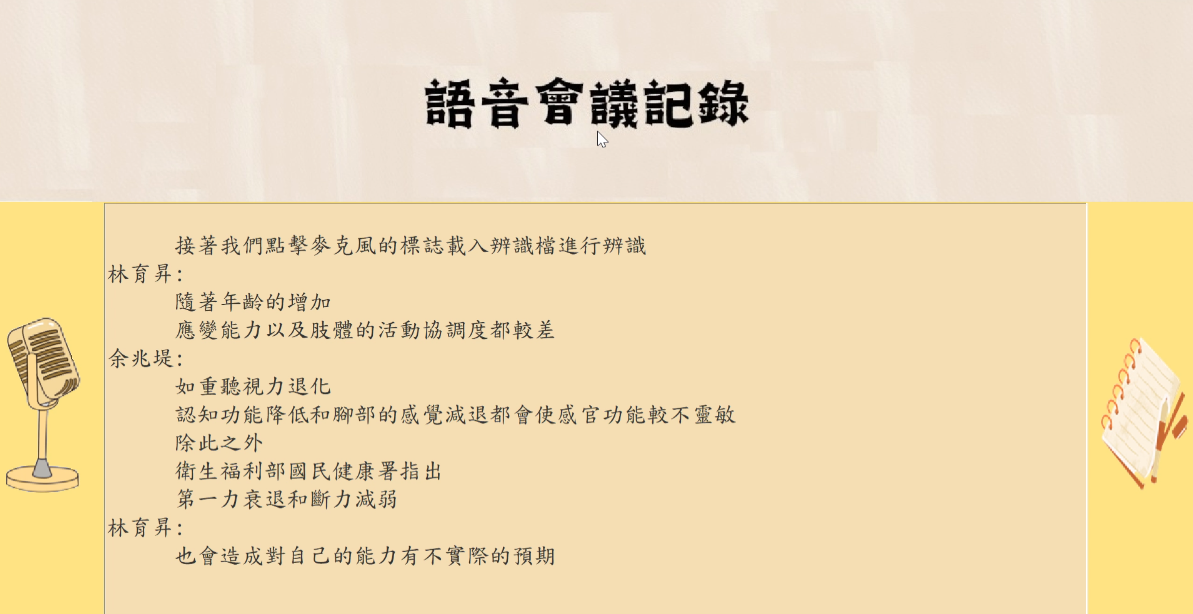 語音會議記錄
接著我們點擊麥克風的標誌載入辨識檔進行辨識
林育昇:
隨著年齡的增加
應變能力以及肢體的活動協調度都較差
余兆堤:
如重聽視力退化
認知功能降低和腳部的感覺減退都會使感官功能較不靈敏
除此之外
衛生福利部國民健康署指出
第一力衰退和斷力減弱
林育昇:
也會造成對自己的能力有不實際的預期